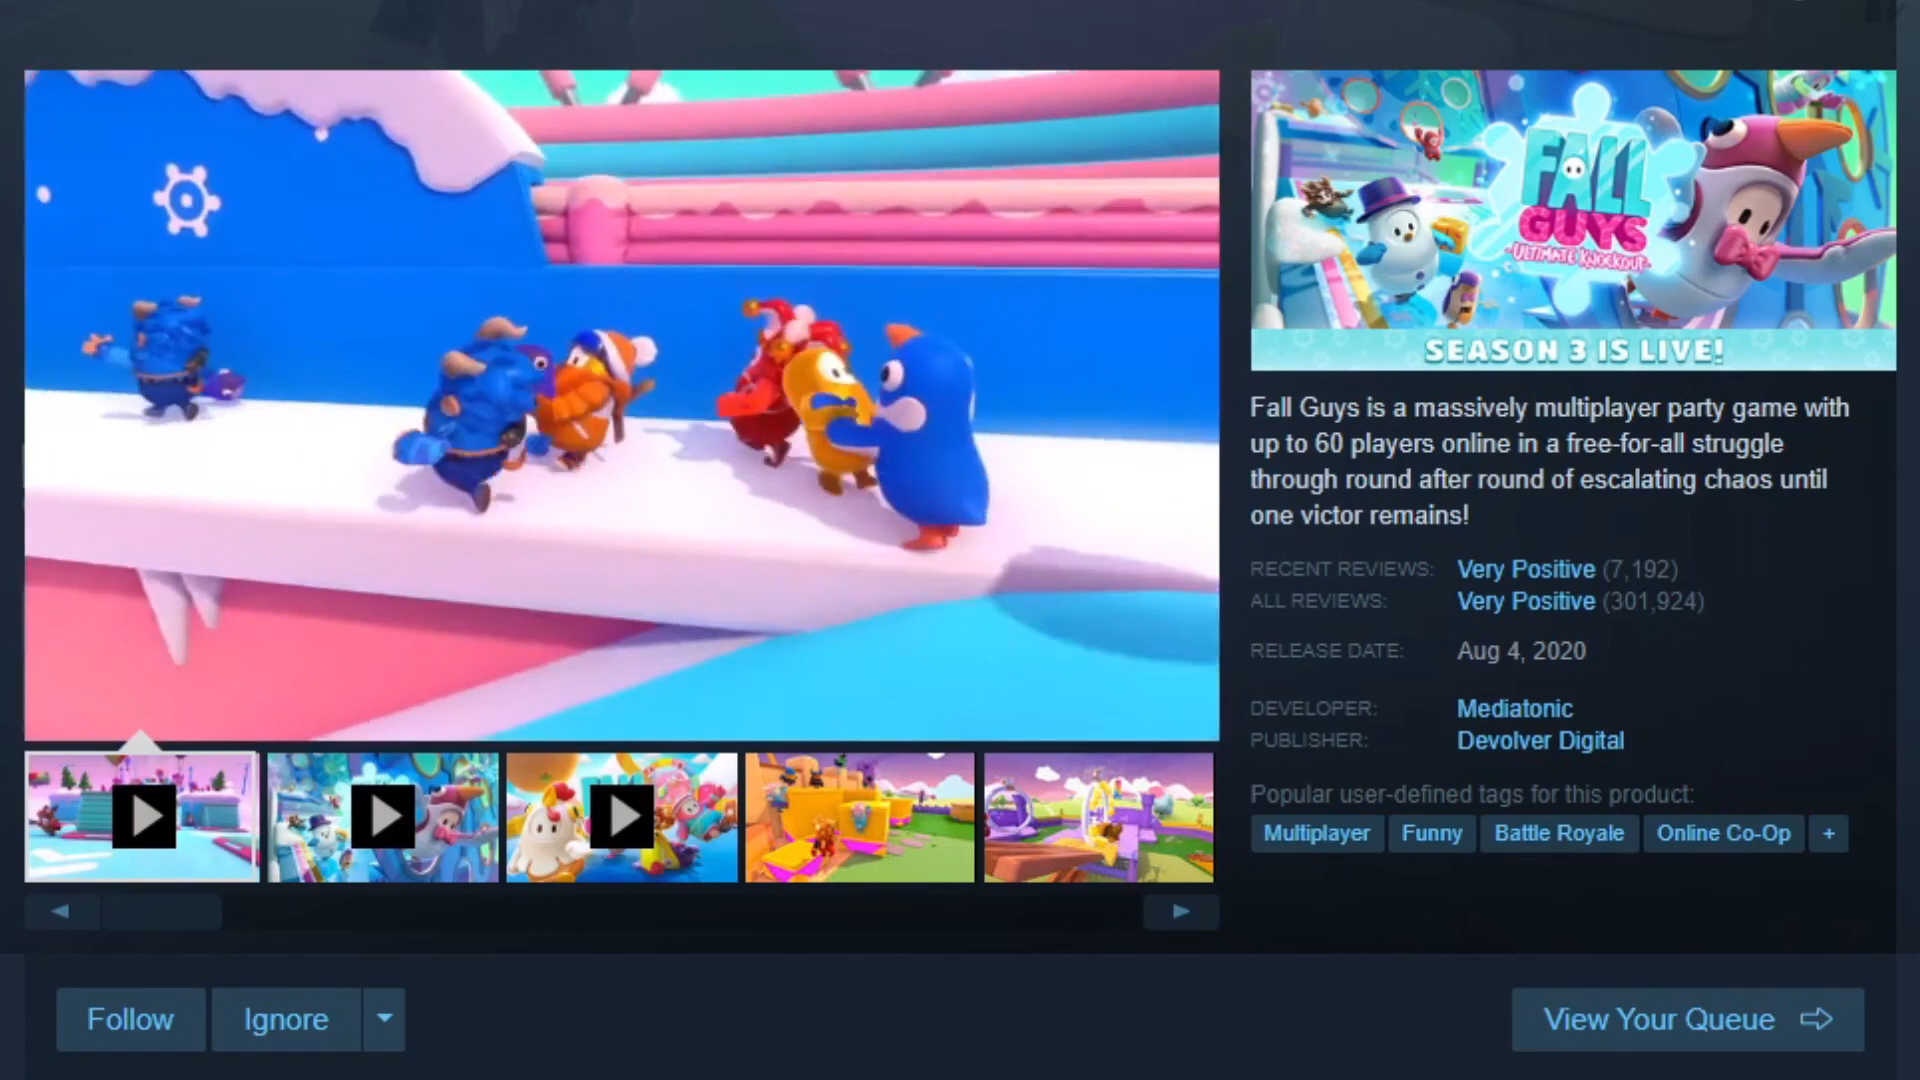 FALL
GUYS
ULTIMATE KNOCKOUT
SEASON 3 IS LIVE!
Fall Guys is a massively multiplayer party game with
up to 60 players online in a free-for-all struggle
through round after round of escalating chaos until
one victor remains!
RECENT REVIEWS: Very Positive (7,192)
ALL REVIEWS: Very Positive (301,924)
RELEASE DATE: Aug 4, 2020
DEVELOPER: Mediatonic
PUBLISHER: Devolver Digital
Popular user-defined tags for this product:
Multiplayer Funny Battle Royale Online Co-Op +
Follow Ignore View Your Queue